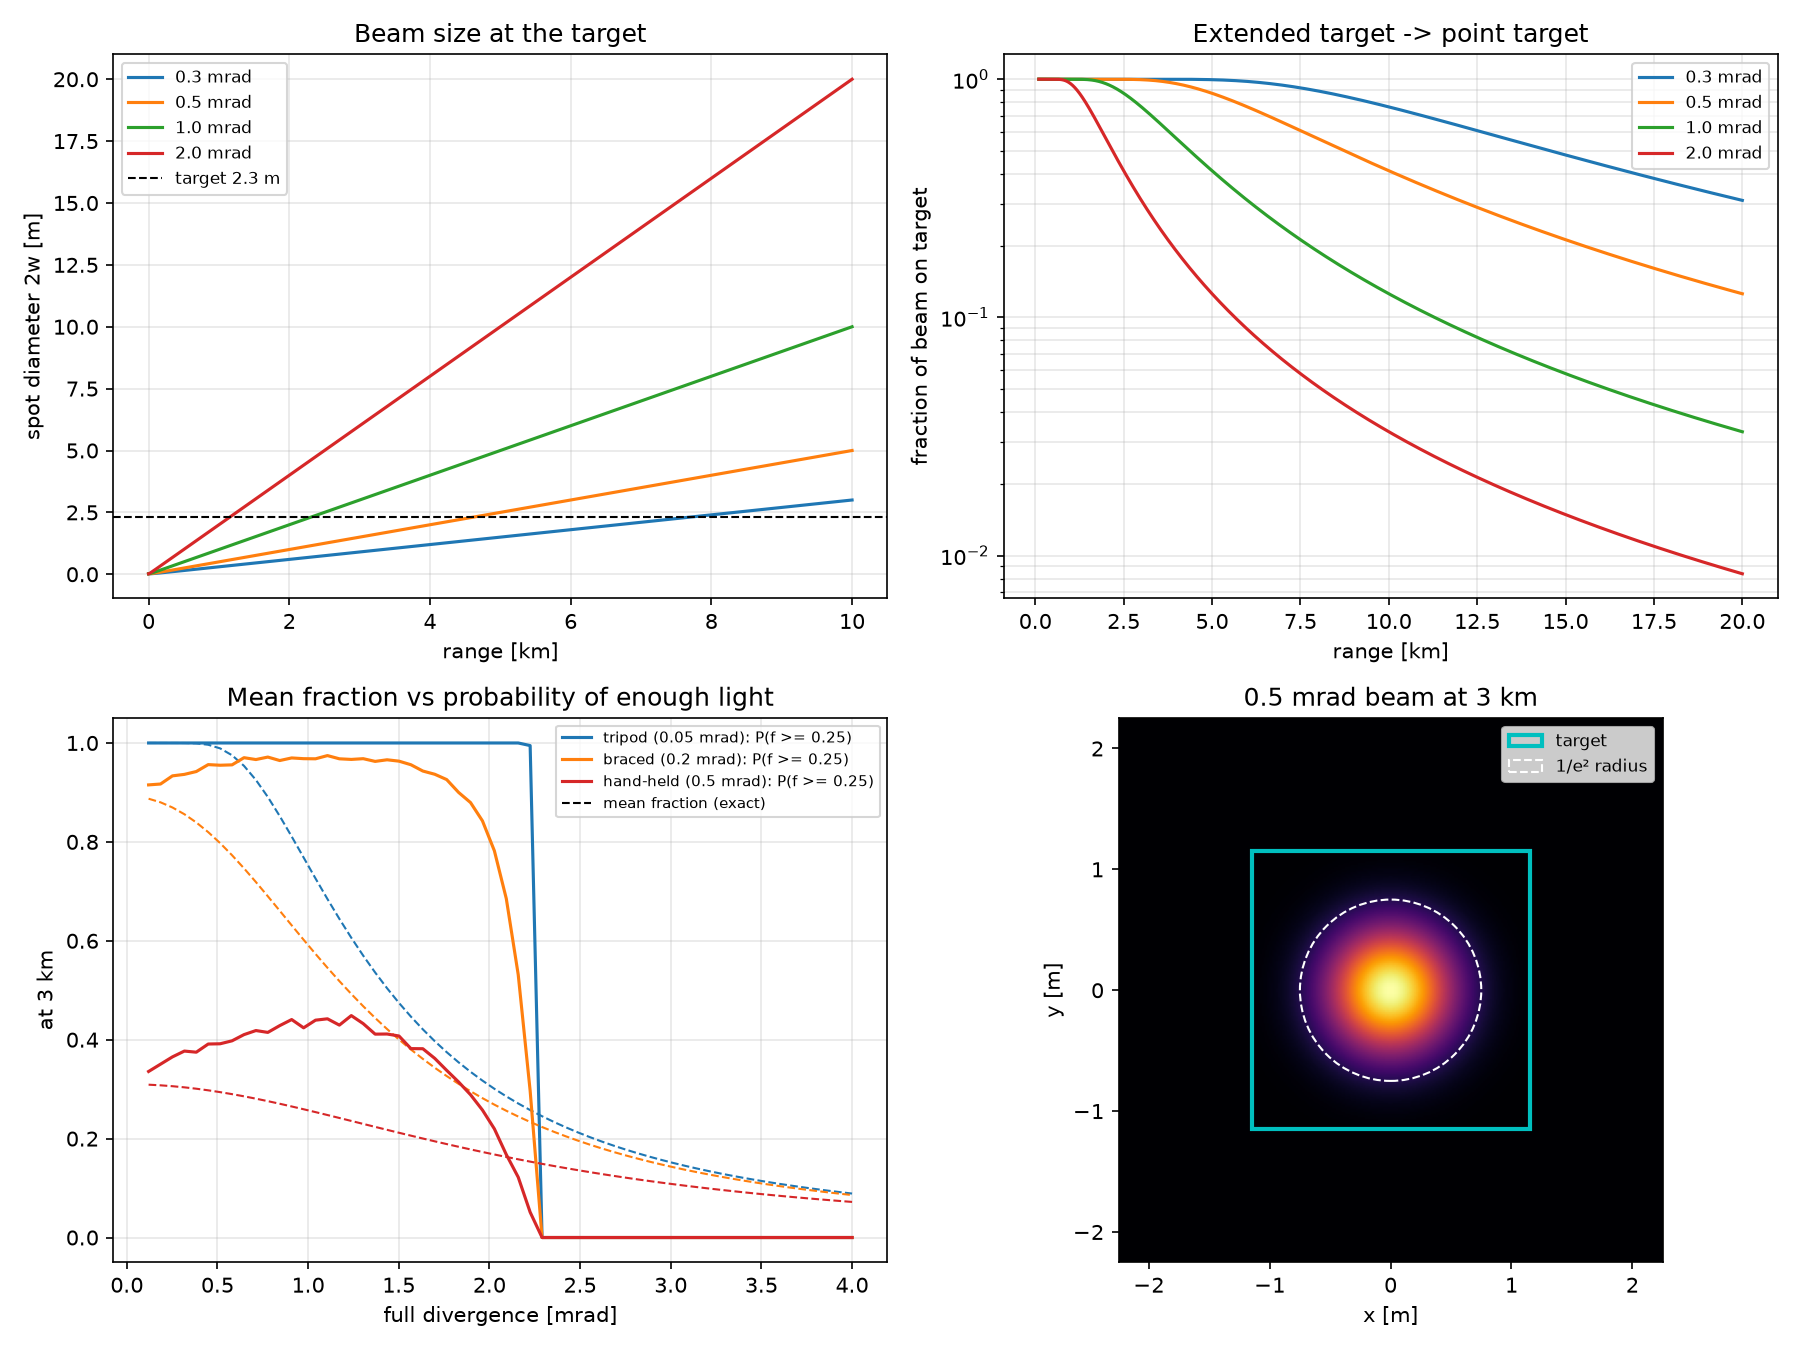 Beam size at the target
20.0
17.5
15.0
12.5
10.0
7.5
5.0
2.5
0.0
spot diameter 2w [m]
0.3 mrad
0.5 mrad
1.0 mrad
2.0 mrad
target 2.3 m
0 2 4 6 8 10
range [km]
Extended target -> point target
10⁰
10⁻¹
10⁻²
fraction of beam on target
0.3 mrad
0.5 mrad
1.0 mrad
2.0 mrad
0.0 2.5 5.0 7.5 10.0 12.5 15.0 17.5 20.0
range [km]
Mean fraction vs probability of enough light
1.0
0.8
0.6
0.4
0.2
0.0
at 3 km
tripod (0.05 mrad): P(f >= 0.25)
braced (0.2 mrad): P(f >= 0.25)
hand-held (0.5 mrad): P(f >= 0.25)
mean fraction (exact)
0.0 0.5 1.0 1.5 2.0 2.5 3.0 3.5 4.0
full divergence [mrad]
0.5 mrad beam at 3 km
2
1
0
−1
−2
y [m]
target
1/e² radius
−2 −1 0 1 2
x [m]